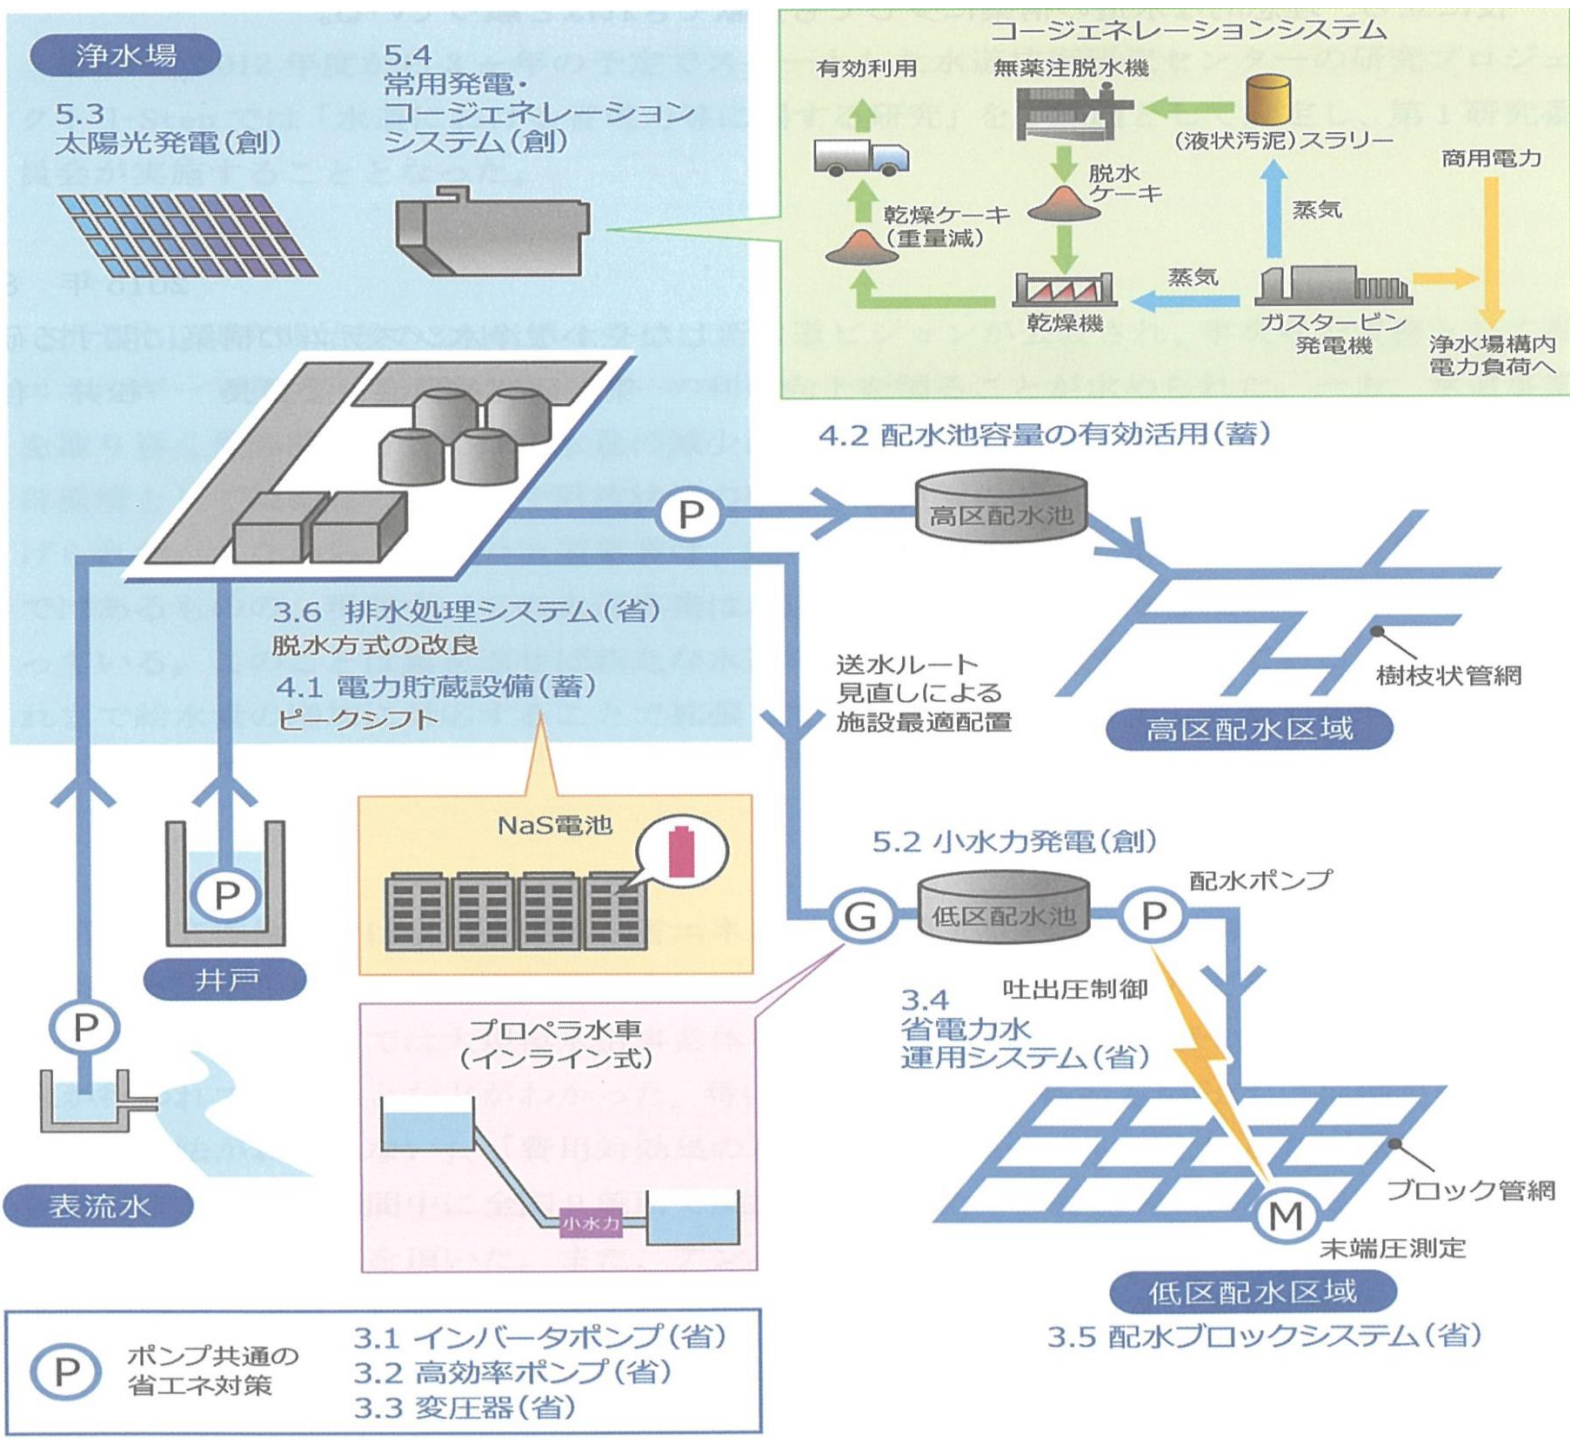 浄水場
5.3
太陽光発電(創)
5.4
常用発電・
コージェネレーション
システム(創)
コージェネレーションシステム
有効利用
無薬注脱水機
(液状汚泥)スラリー
商用電力
脱水
ケーキ
乾燥ケーキ
(重量減)
蒸気
蒸気
乾燥機
ガスタービン
発電機
浄水場構内
電力負荷へ
4.2 配水池容量の有効活用(蓄)
P
高区配水池
3.6 排水処理システム(省)
脱水方式の改良
4.1 電力貯蔵設備(蓄)
ピークシフト
送水ルート
見直しによる
施設最適配置
樹枝状管網
高区配水区域
NaS電池
P
井戸
P
表流水
5.2 小水力発電(創)
配水ポンプ
G
低区配水池
P
吐出圧制御
3.4
省電力水
運用システム(省)
プロペラ水車
(インライン式)
小水力
ブロック管網
M
末端圧測定
低区配水区域
3.5 配水ブロックシステム(省)
P
ポンプ共通の
省エネ対策
3.1 インバータポンプ(省)
3.2 高効率ポンプ(省)
3.3 変圧器(省)